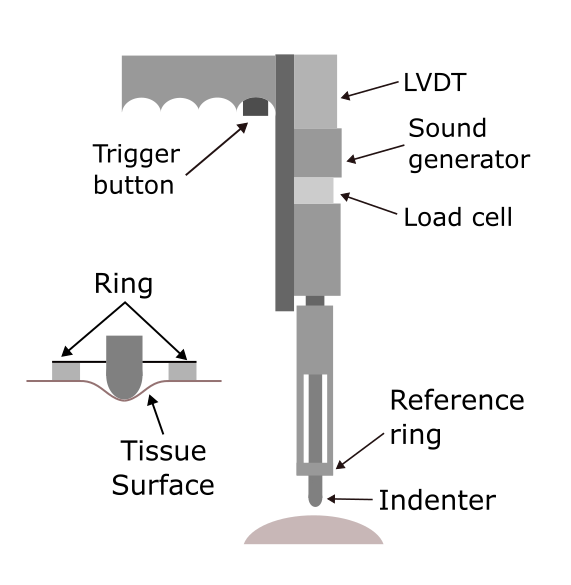 LVDT
Sound
generator
Trigger
button
Load cell
Ring
Reference
ring
Tissue
Surface
Indenter